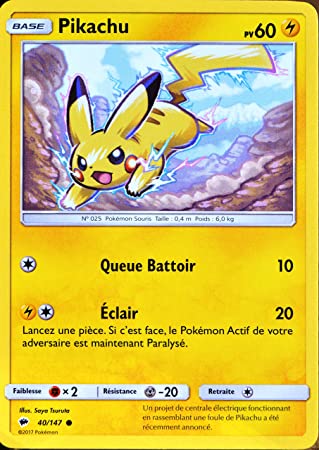 BASE Pikachu PV60
N° 025 Pokémon Souris Taille : 0,4 m Poids : 6,0 kg
Queue Battoir 10
Éclair 20
Lancez une pièce. Si c'est face, le Pokémon Actif de votre
adversaire est maintenant Paralysé.
Faiblesse ×2 Résistance -20 Retraite
Illus. Saya Tsuruta
40/147
©2017 Pokémon
Un projet de centrale électrique fonctionnant
en rassemblant une foule de Pikachu a été
annoncé récemment.